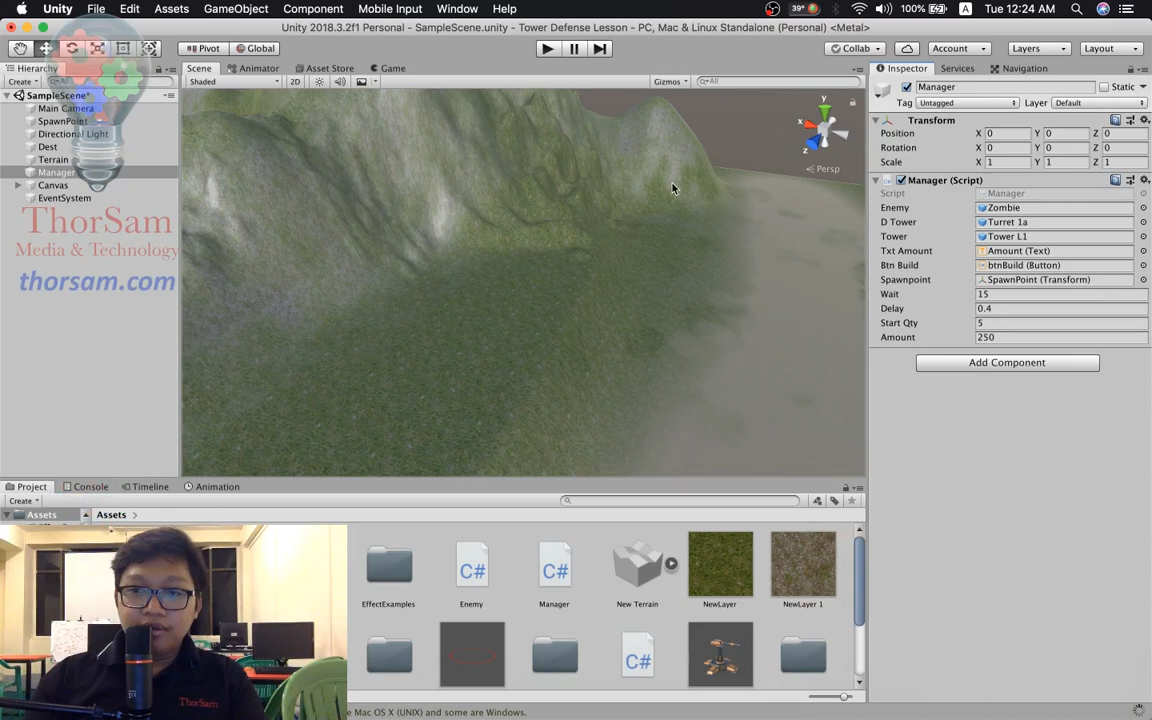 Unity File Edit Assets GameObject Component Mobile Input Window Help 39° 100% A Tue 12:24 AM
Unity 2018.3.2f1 Personal - SampleScene.unity - Tower Defense Lesson - PC, Mac & Linux Standalone (Personal) <Metal>
Pivot Global Collab Account Layers Layout
Hierarchy Scene Animator Asset Store Game Inspector Services Navigation
Create Shaded 2D Gizmos All
SampleScene*
Main Camera
SpawnPoint
Directional Light
Dest
Terrain
Manager
Canvas
EventSystem
ThorSam
Media & Technology
thorsam.com
y
x
z
Persp
Manager Static
Tag Untagged Layer Default
Transform
Position X 0 Y 0 Z 0
Rotation X 0 Y 0 Z 0
Scale X 1 Y 1 Z 1
Manager (Script)
Script Manager
Enemy Zombie
D Tower Turret 1a
Tower Tower L1
Txt Amount Amount (Text)
Btn Build btnBuild (Button)
Spawnpoint SpawnPoint (Transform)
Wait 15
Delay 0.4
Start Qty 5
Amount 250
Add Component
Project Console Timeline Animation
Create
Assets Assets
C# C#
EffectExamples Enemy Manager New Terrain NewLayer NewLayer 1
C#
ThorSam
e Mac OS X (UNIX) and some are Windows.